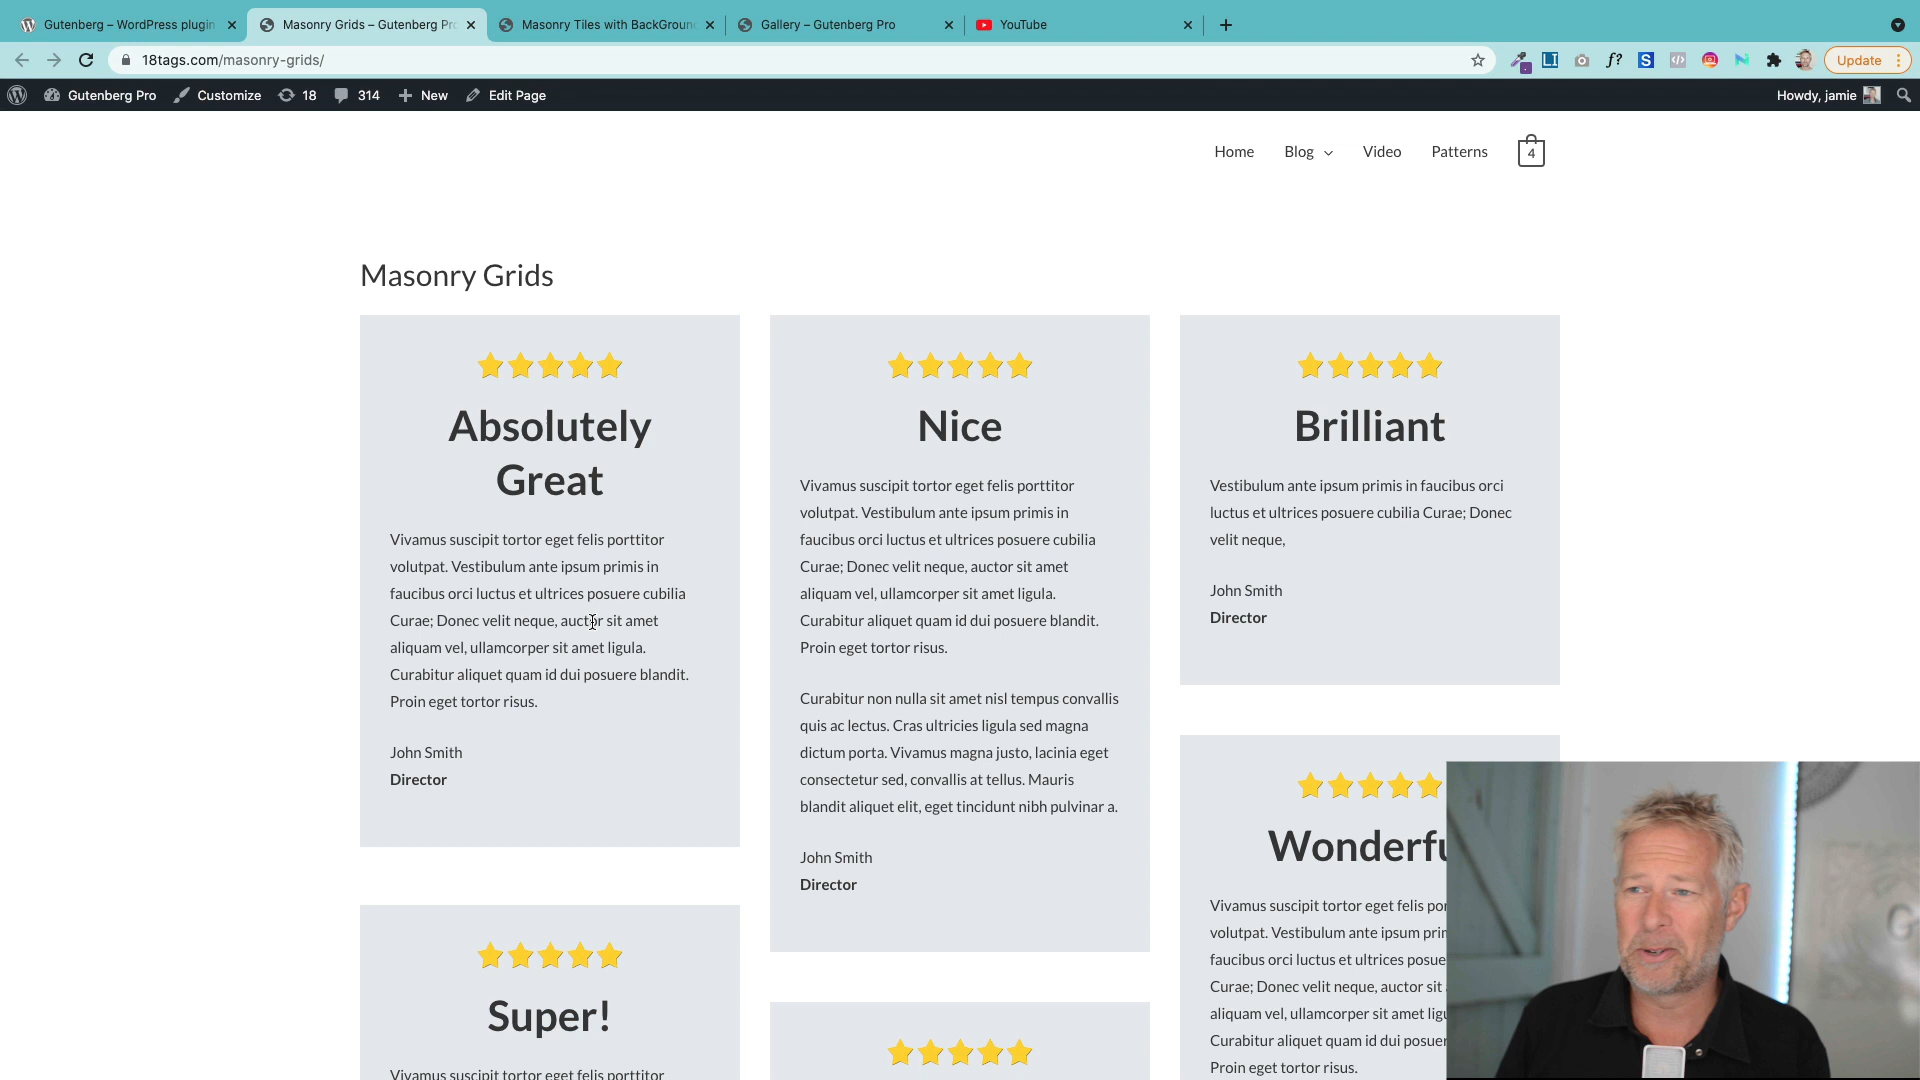 Gutenberg – WordPress plugin
Masonry Grids – Gutenberg Pro
Masonry Tiles with BackGroun
Gallery – Gutenberg Pro
YouTube
18tags.com/masonry-grids/
Update
Gutenberg Pro
Customize
18
314
New
Edit Page
Howdy, jamie
Home
Blog
Video
Patterns
4
Masonry Grids
Absolutely
Great
Vivamus suscipit tortor eget felis porttitor
volutpat. Vestibulum ante ipsum primis in
faucibus orci luctus et ultrices posuere cubilia
Curae; Donec velit neque, auctor sit amet
aliquam vel, ullamcorper sit amet ligula.
Curabitur aliquet quam id dui posuere blandit.
Proin eget tortor risus.
John Smith
Director
Super!
Vivamus suscipit tortor eget felis porttitor
Nice
Vivamus suscipit tortor eget felis porttitor
volutpat. Vestibulum ante ipsum primis in
faucibus orci luctus et ultrices posuere cubilia
Curae; Donec velit neque, auctor sit amet
aliquam vel, ullamcorper sit amet ligula.
Curabitur aliquet quam id dui posuere blandit.
Proin eget tortor risus.
Curabitur non nulla sit amet nisl tempus convallis
quis ac lectus. Cras ultricies ligula sed magna
dictum porta. Vivamus magna justo, lacinia eget
consectetur sed, convallis at tellus. Mauris
blandit aliquet elit, eget tincidunt nibh pulvinar a.
John Smith
Director
Brilliant
Vestibulum ante ipsum primis in faucibus orci
luctus et ultrices posuere cubilia Curae; Donec
velit neque,
John Smith
Director
Wonderfu
Vivamus suscipit tortor eget felis por
volutpat. Vestibulum ante ipsum prim
faucibus orci luctus et ultrices posue
Curae; Donec velit neque, auctor sit
aliquam vel, ullamcorper sit amet ligu
Curabitur aliquet quam id dui posuer
Proin eget tortor risus.